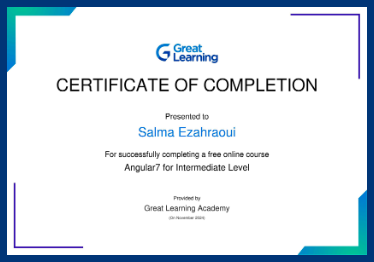 Great
Learning
CERTIFICATE OF COMPLETION
Presented to
Salma Ezahraoui
For successfully completing a free online course
Angular7 for Intermediate Level
Provided by
Great Learning Academy